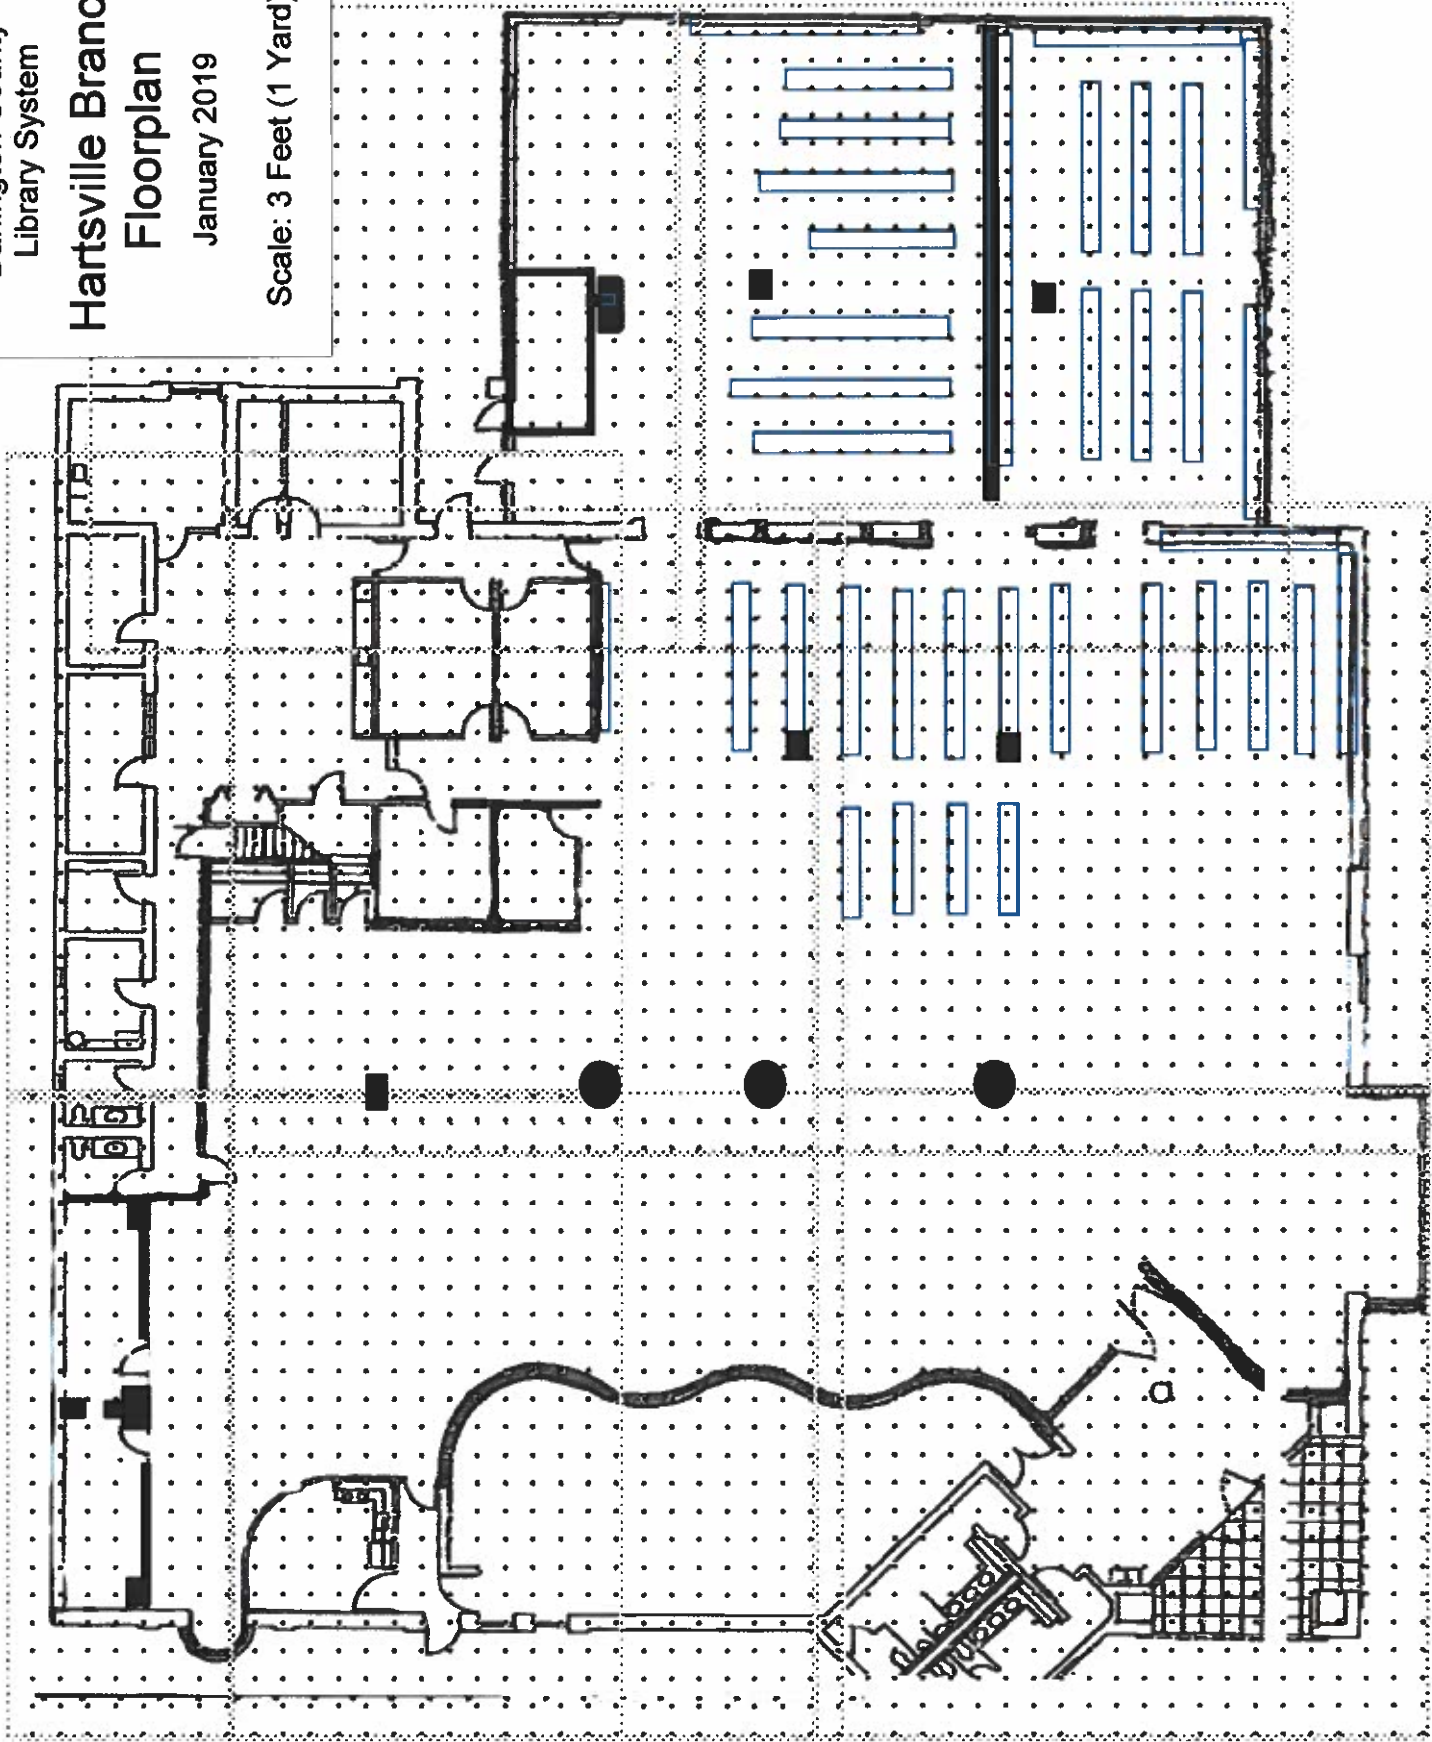 Library System
Hartsville Branc
Floorplan
January 2019
Scale: 3 Feet (1 Yard)
a